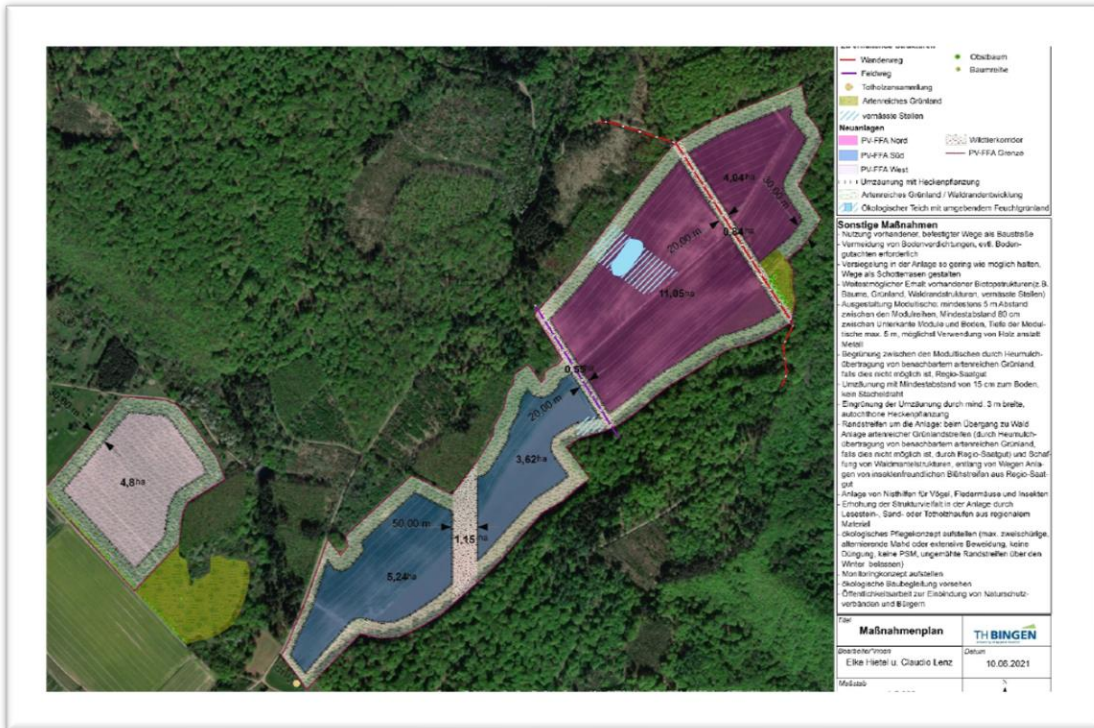 Wanderweg
Feldweg
Totholzansammlung
Artenreiches Grünland
vernässte Stellen
Obstbaum
Baumreihe
Neuanlagen
PV-FFA Nord
PV-FFA Süd
PV-FFA West
Wildtierkorridor
PV-FFA Grenze
Umzäunung mit Heckenpflanzung
Artenreiches Grünland / Waldrandentwicklung
Ökologischer Teich mit umgebendem Feuchtgrünland
Sonstige Maßnahmen
- Nutzung vorhandener, befestigter Wege als Baustraße
- Vermeidung von Bodenverdichtungen, evtl. Boden-
gutachten erforderlich
- Versiegelung in der Anlage so gering wie möglich halten,
Wege als Schotterrasen gestalten
- Weitestmöglicher Erhalt vorhandener Biotopstrukturen(z.B.
Bäume, Grünland, Waldrandstrukturen, vernässte Stellen)
- Ausgestaltung Modultische: mindestens 5 m Abstand
zwischen den Modulreihen, Mindestabstand 80 cm
zwischen Unterkante Module und Boden, Tiefe der Modul-
tische max. 5 m, möglichst Verwendung von Holz anstatt
Metall
- Begrünung zwischen den Modultischen durch Heumulch-
übertragung von benachbartem artenreichen Grünland,
falls dies nicht möglich ist, Regio-Saatgut
- Umzäunung mit Mindestabstand von 15 cm zum Boden,
kein Stacheldraht
- Eingrünung der Umzäunung durch mind. 3 m breite,
autochthone Heckenpflanzung
- Randstreifen um die Anlage: beim Übergang zu Wald
Anlage artenreicher Grünlandstreifen (durch Heumulch-
übertragung von benachbartem artenreichen Grünland,
falls dies nicht möglich ist, durch Regio-Saatgut) und Schaf-
fung von Waldmantelstrukturen, entlang von Wegen Anla-
gen von insektenfreundlichen Blühstreifen aus Regio-Saat-
gut
- Anlage von Nisthilfen für Vögel, Fledermäuse und Insekten
- Erhöhung der Strukturvielfalt in der Anlage durch
Lesestein-, Sand- oder Totholzhaufen aus regionalem
Material
- ökologisches Pflegekonzept aufstellen (max. zweischürige,
alternierende Mahd oder extensive Beweidung, keine
Düngung, keine PSM, ungemähte Randstreifen über den
Winter belassen)
- Monitoringkonzept aufstellen
- ökologische Baubegleitung vorsehen
- Öffentlichkeitsarbeit zur Einbindung von Naturschutz-
verbänden und Bürgern
Titel
Maßnahmenplan
TH BINGEN
Bearbeiter*innen
Elke Hietel u. Claudio Lenz
Datum
10.06.2021
Maßstab
N
4,04ha
30,00 m
20,00 m
0,84ha
11,05ha
0,55
20,00 m
3,62ha
4,8ha
50,00 m
1,15ha
5,24ha